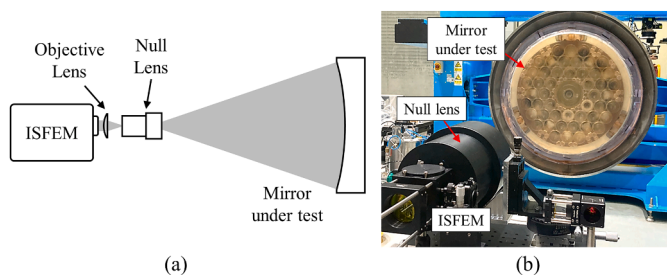 Objective
Lens
Null
Lens
ISFEM
Mirror
under test
(a)
Mirror
under test
Null lens
ISFEM
(b)